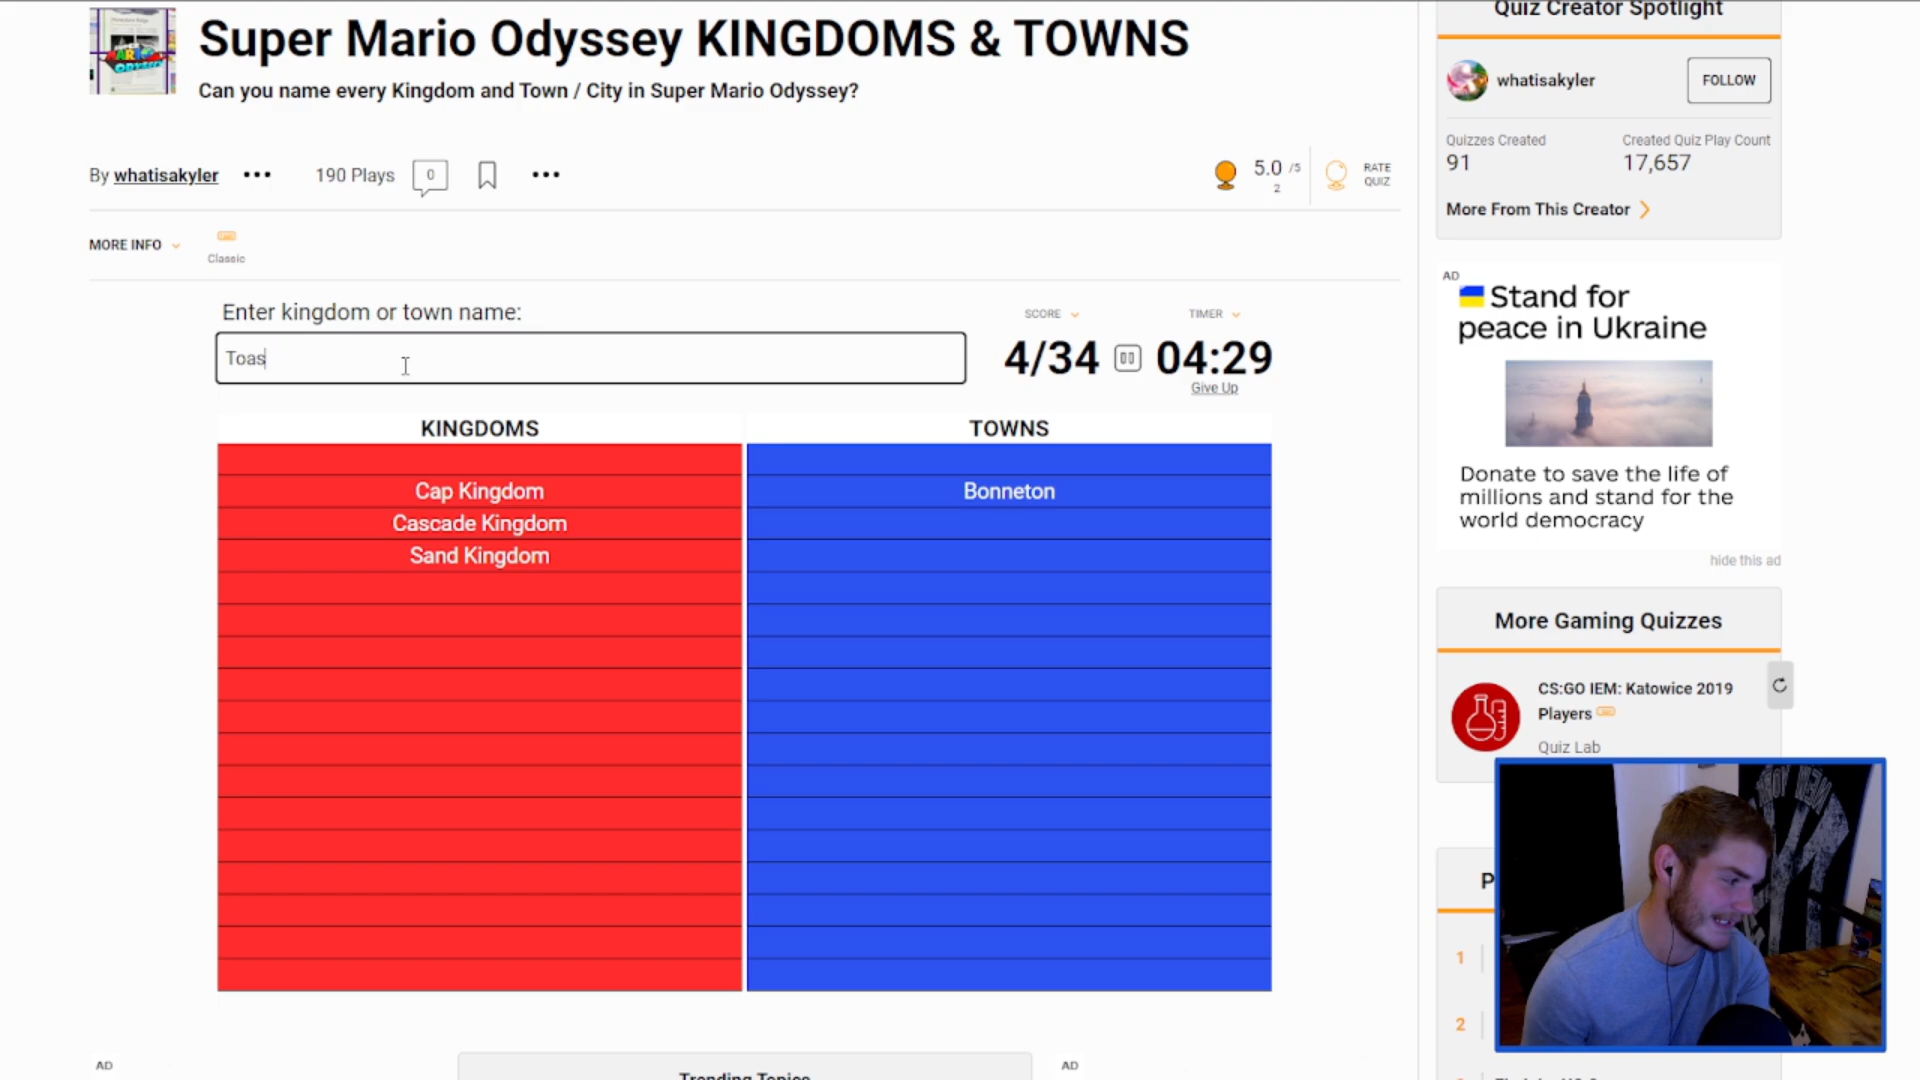 Super Mario Odyssey KINGDOMS & TOWNS
Can you name every Kingdom and Town / City in Super Mario Odyssey?
By whatisakyler
190 Plays
0
5.0 /5
2
RATE
QUIZ
MORE INFO
Classic
Enter kingdom or town name:
SCORE
TIMER
Toas
4/34
04:29
Give Up
KINGDOMS
TOWNS
Cap Kingdom
Bonneton
Cascade Kingdom
Sand Kingdom
AD
Trending Topics
AD
Quiz Creator Spotlight
whatisakyler
FOLLOW
Quizzes Created
Created Quiz Play Count
91
17,657
More From This Creator
AD
Stand for
peace in Ukraine
Donate to save the life of
millions and stand for the
world democracy
hide this ad
More Gaming Quizzes
CS:GO IEM: Katowice 2019
Players
Quiz Lab
P
1
2